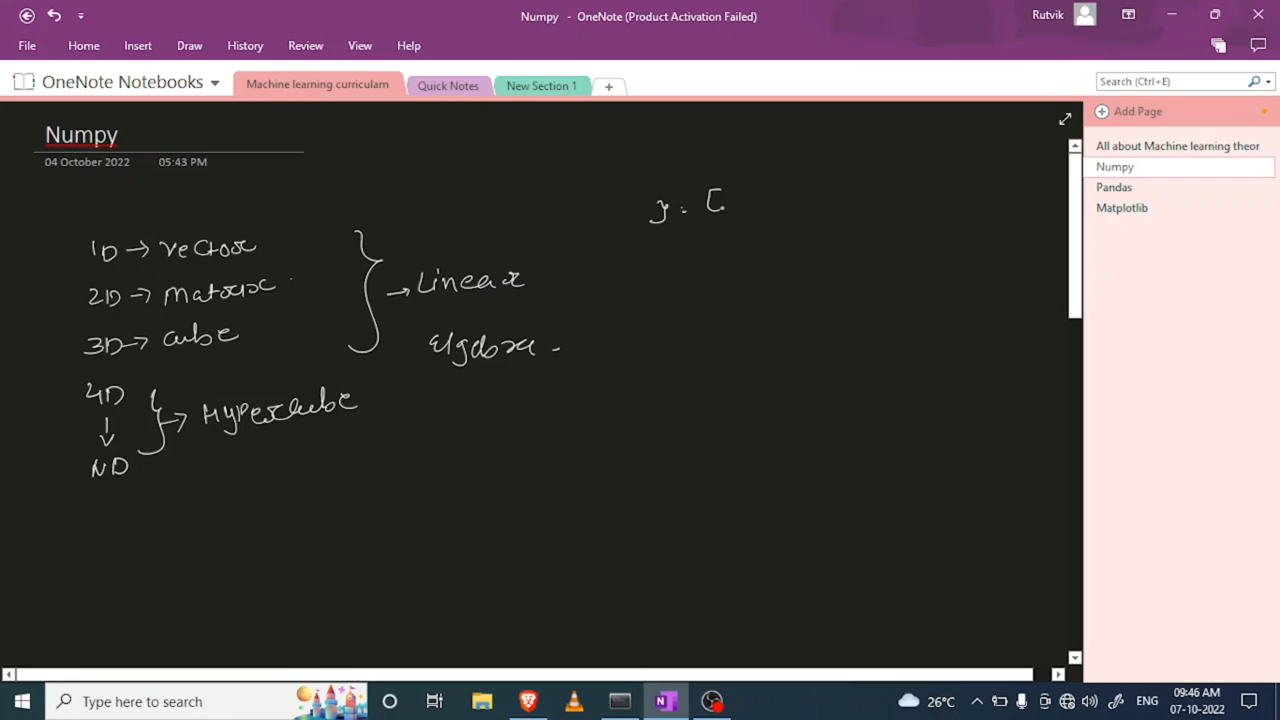 Numpy - OneNote (Product Activation Failed)
Rutvik
File Home Insert Draw History Review View Help
OneNote Notebooks
Machine learning curriculam
Quick Notes
New Section 1
Search (Ctrl+E)
Add Page
All about Machine learning theor
Numpy
Pandas
Matplotlib
Numpy
04 October 2022 05:43 PM
y = [
1D → vector
2D → Matrix
3D → cube
→ Linear
Algebra
4D
ND
→ Hypercube
Type here to search
26°C
ENG
09:46 AM
07-10-2022